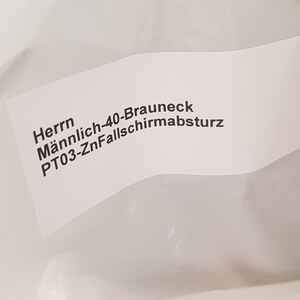 Herrn
Männlich-40-Brauneck
PT03-ZnFallschirmabsturz